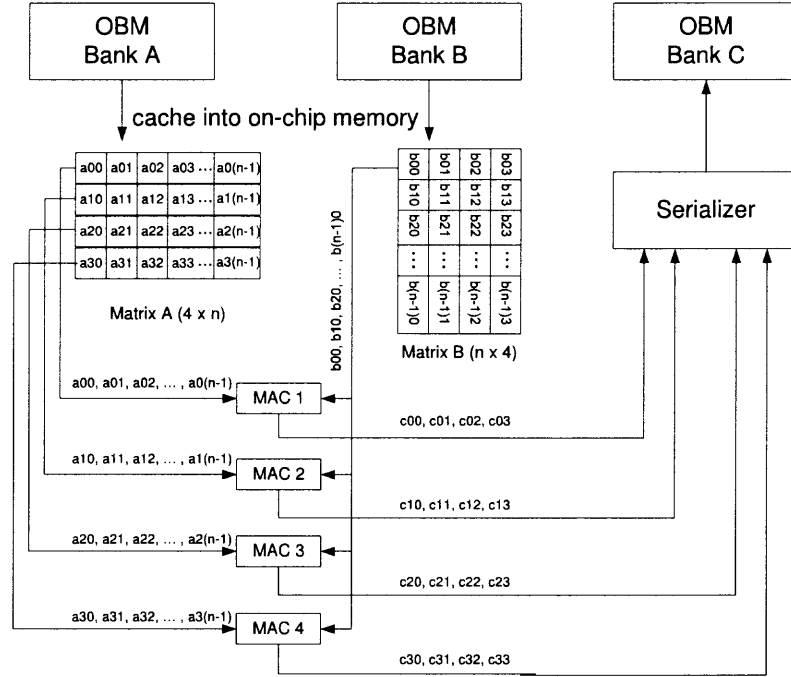 OBM
Bank A
OBM
Bank B
OBM
Bank C
cache into on-chip memory
a00 a01 a02 a03 ... a0(n-1)
a10 a11 a12 a13 ... a1(n-1)
a20 a21 a22 a23 ... a2(n-1)
a30 a31 a32 a33 ... a3(n-1)
Matrix A (4 x n)
b00 b01 b02 b03
b10 b11 b12 b13
b20 b21 b22 b23
... ... ... ...
b(n-1)0 b(n-1)1 b(n-1)2 b(n-1)3
Matrix B (n x 4)
b00, b10, b20, ... , b(n-1)0
Serializer
a00, a01, a02, ... , a0(n-1)
MAC 1
c00, c01, c02, c03
a10, a11, a12, ... , a1(n-1)
MAC 2
c10, c11, c12, c13
a20, a21, a22, ... , a2(n-1)
MAC 3
c20, c21, c22, c23
a30, a31, a32, ... , a3(n-1)
MAC 4
c30, c31, c32, c33